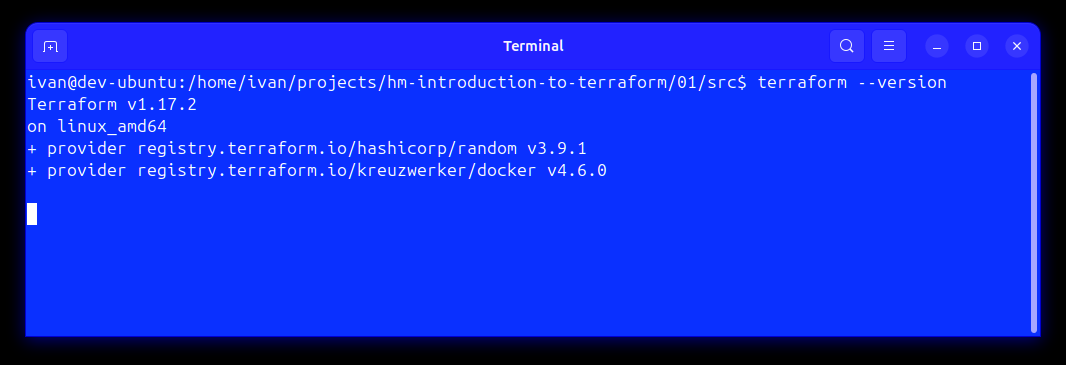 Terminal
ivan@dev-ubuntu:/home/ivan/projects/hm-introduction-to-terraform/01/src$ terraform --version
Terraform v1.17.2
on linux_amd64
+ provider registry.terraform.io/hashicorp/random v3.9.1
+ provider registry.terraform.io/kreuzwerker/docker v4.6.0